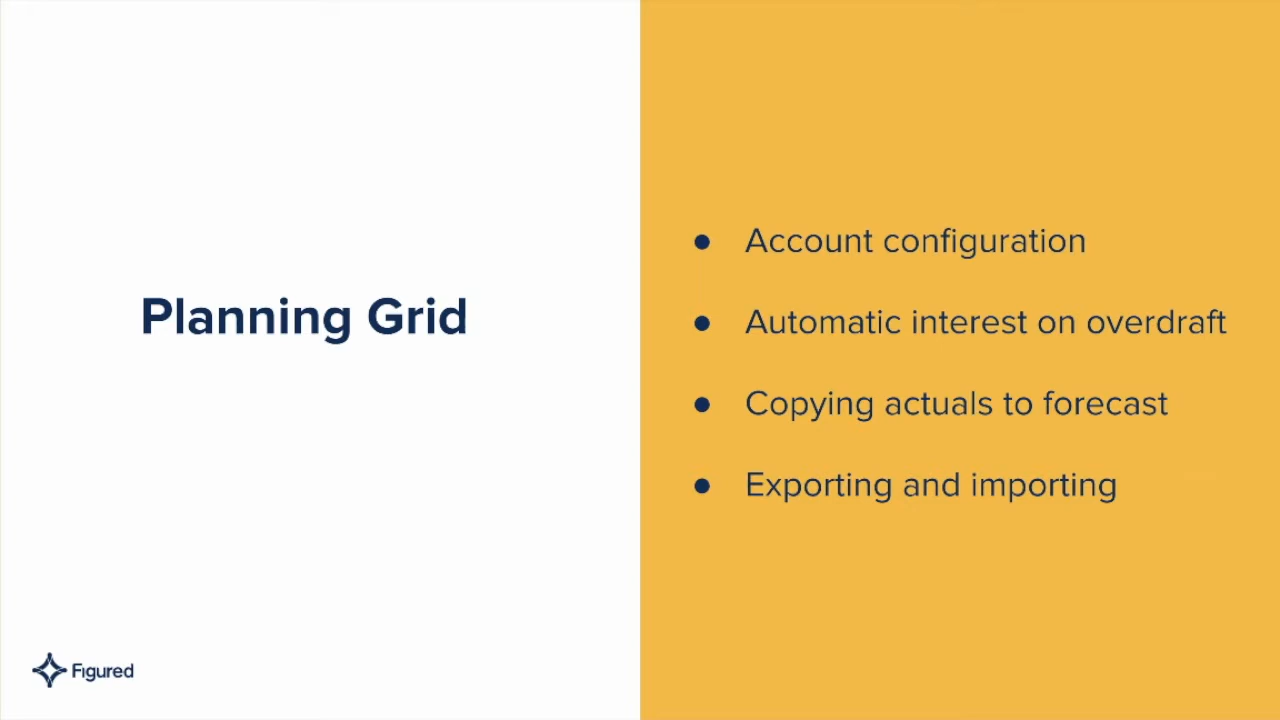 Planning Grid
● Account configuration
● Automatic interest on overdraft
● Copying actuals to forecast
● Exporting and importing
Figured